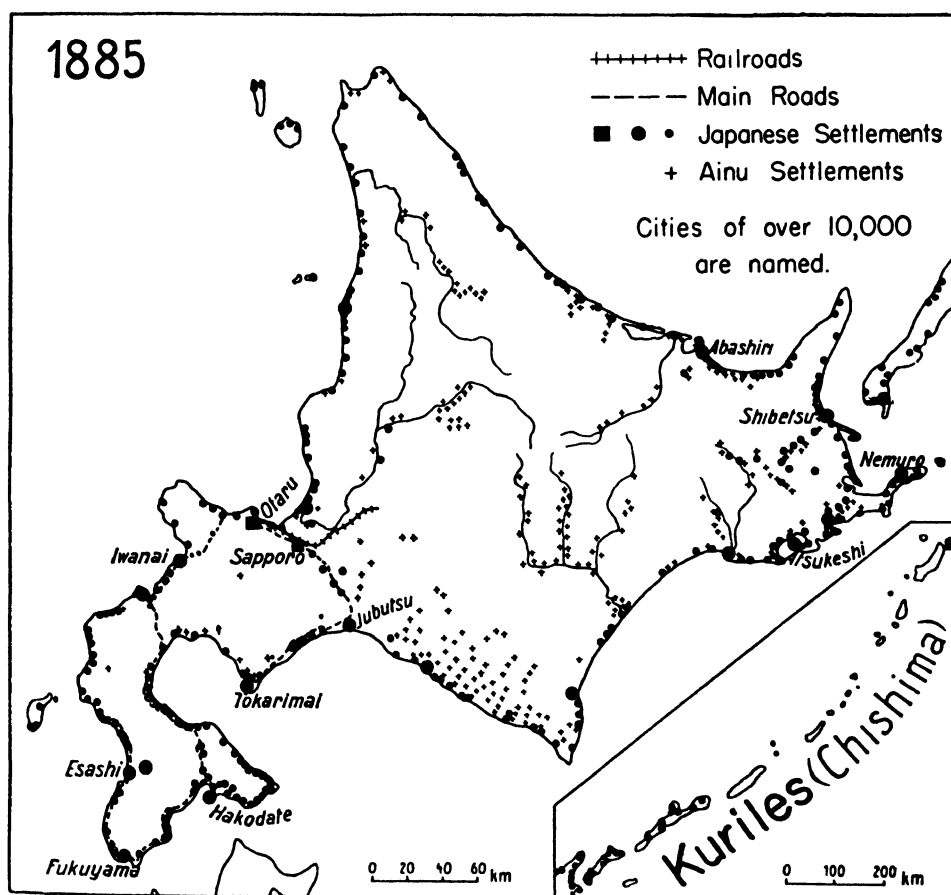 1885
Railroads
Main Roads
Japanese Settlements
Ainu Settlements
Cities of over 10,000
are named.
Abashiri
Shibetsu
Nemuro
Otaru
Iwanai
Sapporo
Atsukeshi
Jubutsu
Tokarimai
Esashi
Hakodate
Fukuyama
Kuriles (Chishima)
0 20 40 60 km
0 100 200 km